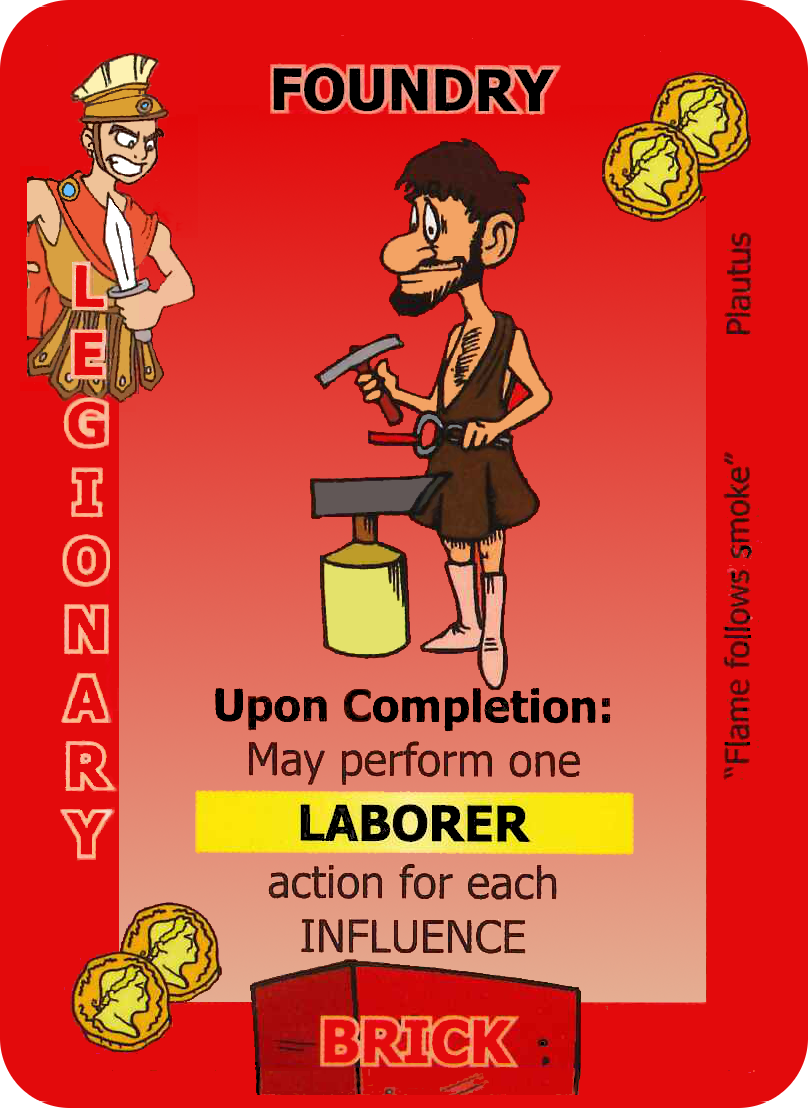 FOUNDRY
LEGIONARY
"Flame follows smoke" Plautus
Upon Completion:
May perform one
LABORER
action for each
INFLUENCE
BRICK